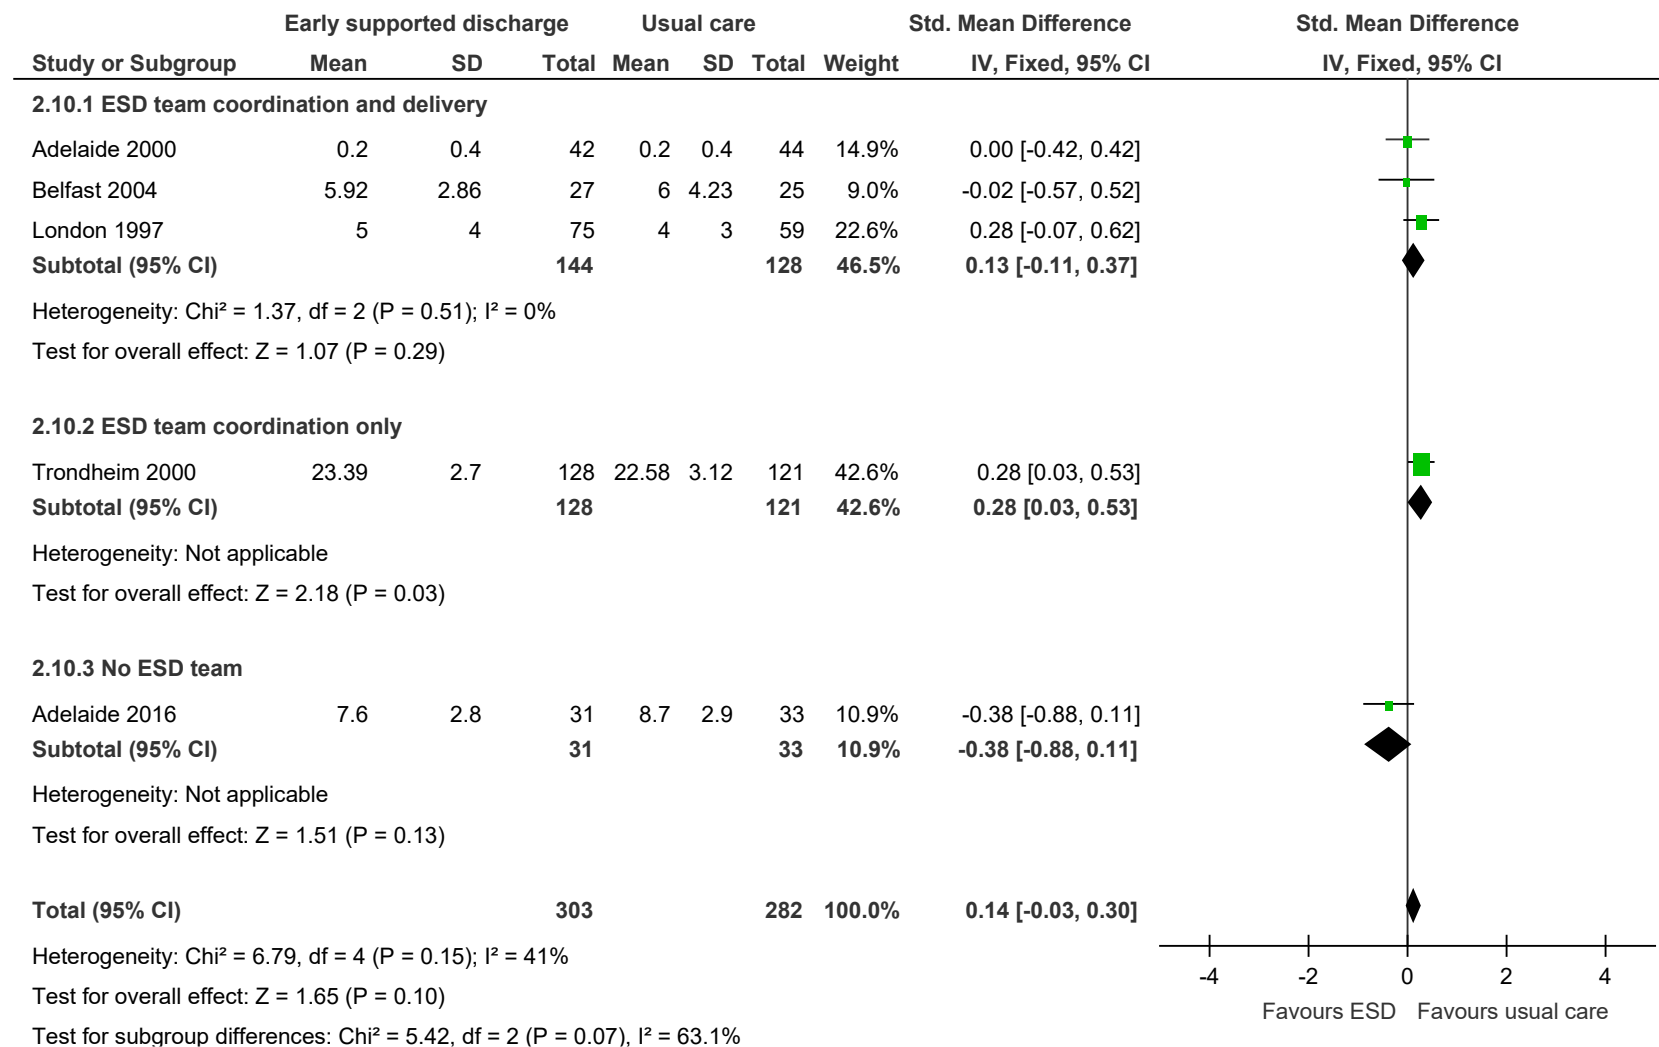 Early supported discharge Usual care Std. Mean Difference Std. Mean Difference
Study or Subgroup Mean SD Total Mean SD Total Weight IV, Fixed, 95% CI IV, Fixed, 95% CI
2.10.1 ESD team coordination and delivery
Adelaide 2000 0.2 0.4 42 0.2 0.4 44 14.9% 0.00 [-0.42, 0.42]
Belfast 2004 5.92 2.86 27 6 4.23 25 9.0% -0.02 [-0.57, 0.52]
London 1997 5 4 75 4 3 59 22.6% 0.28 [-0.07, 0.62]
Subtotal (95% CI) 144 128 46.5% 0.13 [-0.11, 0.37]
Heterogeneity: Chi² = 1.37, df = 2 (P = 0.51); I² = 0%
Test for overall effect: Z = 1.07 (P = 0.29)
2.10.2 ESD team coordination only
Trondheim 2000 23.39 2.7 128 22.58 3.12 121 42.6% 0.28 [0.03, 0.53]
Subtotal (95% CI) 128 121 42.6% 0.28 [0.03, 0.53]
Heterogeneity: Not applicable
Test for overall effect: Z = 2.18 (P = 0.03)
2.10.3 No ESD team
Adelaide 2016 7.6 2.8 31 8.7 2.9 33 10.9% -0.38 [-0.88, 0.11]
Subtotal (95% CI) 31 33 10.9% -0.38 [-0.88, 0.11]
Heterogeneity: Not applicable
Test for overall effect: Z = 1.51 (P = 0.13)
Total (95% CI) 303 282 100.0% 0.14 [-0.03, 0.30]
Heterogeneity: Chi² = 6.79, df = 4 (P = 0.15); I² = 41%
Test for overall effect: Z = 1.65 (P = 0.10)
Test for subgroup differences: Chi² = 5.42, df = 2 (P = 0.07), I² = 63.1%
-4 -2 0 2 4
Favours ESD Favours usual care